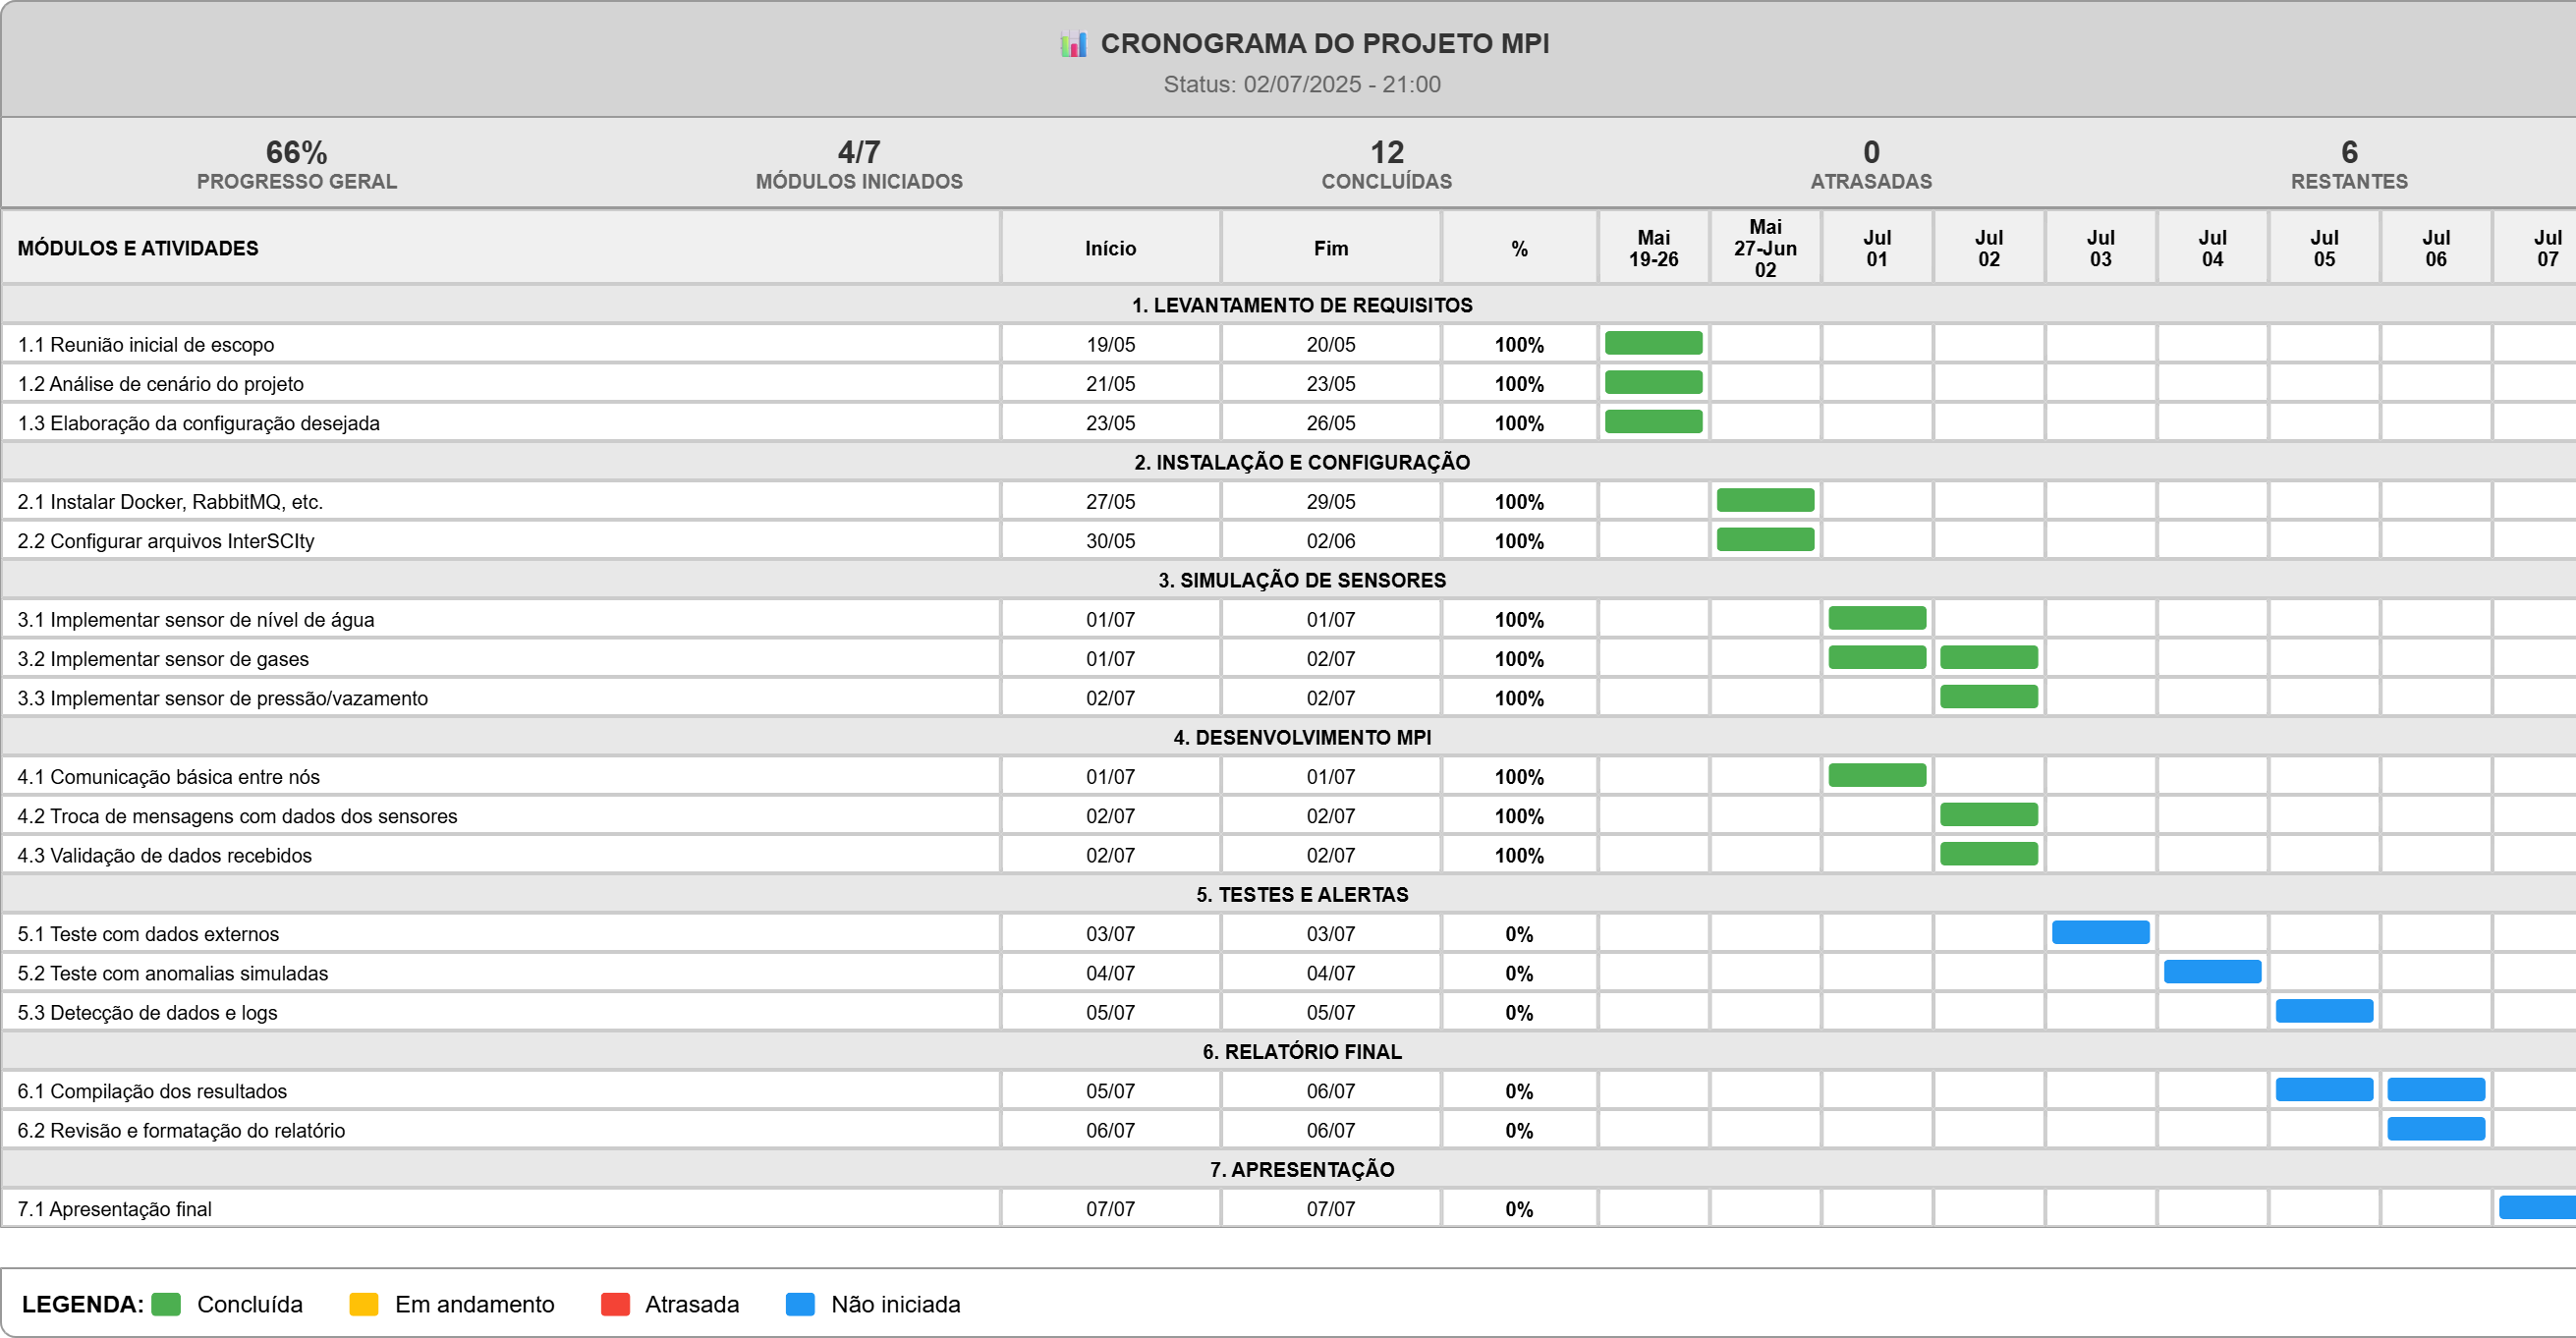 CRONOGRAMA DO PROJETO MPI
Status: 02/07/2025 - 21:00
66%
PROGRESSO GERAL
4/7
MÓDULOS INICIADOS
12
CONCLUÍDAS
0
ATRASADAS
6
RESTANTES
MÓDULOS E ATIVIDADES Início Fim % Mai 19-26 Mai 27-Jun 02 Jul 01 Jul 02 Jul 03 Jul 04 Jul 05 Jul 06 Jul 07
1. LEVANTAMENTO DE REQUISITOS
1.1 Reunião inicial de escopo 19/05 20/05 100%
1.2 Análise de cenário do projeto 21/05 23/05 100%
1.3 Elaboração da configuração desejada 23/05 26/05 100%
2. INSTALAÇÃO E CONFIGURAÇÃO
2.1 Instalar Docker, RabbitMQ, etc. 27/05 29/05 100%
2.2 Configurar arquivos InterSCIty 30/05 02/06 100%
3. SIMULAÇÃO DE SENSORES
3.1 Implementar sensor de nível de água 01/07 01/07 100%
3.2 Implementar sensor de gases 01/07 02/07 100%
3.3 Implementar sensor de pressão/vazamento 02/07 02/07 100%
4. DESENVOLVIMENTO MPI
4.1 Comunicação básica entre nós 01/07 01/07 100%
4.2 Troca de mensagens com dados dos sensores 02/07 02/07 100%
4.3 Validação de dados recebidos 02/07 02/07 100%
5. TESTES E ALERTAS
5.1 Teste com dados externos 03/07 03/07 0%
5.2 Teste com anomalias simuladas 04/07 04/07 0%
5.3 Detecção de dados e logs 05/07 05/07 0%
6. RELATÓRIO FINAL
6.1 Compilação dos resultados 05/07 06/07 0%
6.2 Revisão e formatação do relatório 06/07 06/07 0%
7. APRESENTAÇÃO
7.1 Apresentação final 07/07 07/07 0%
LEGENDA: Concluída Em andamento Atrasada Não iniciada